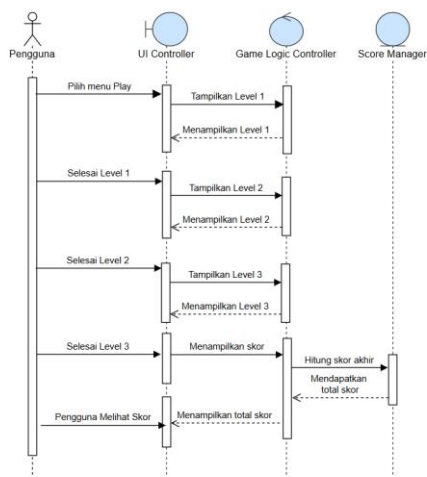 Pengguna
UI Controller
Game Logic Controller
Score Manager
Pilih menu Play
Tampilkan Level 1
Menampilkan Level 1
Selesai Level 1
Tampilkan Level 2
Menampilkan Level 2
Selesai Level 2
Tampilkan Level 3
Menampilkan Level 3
Selesai Level 3
Menampilkan skor
Hitung skor akhir
Mendapatkan
total skor
Pengguna Melihat Skor
Menampilkan total skor